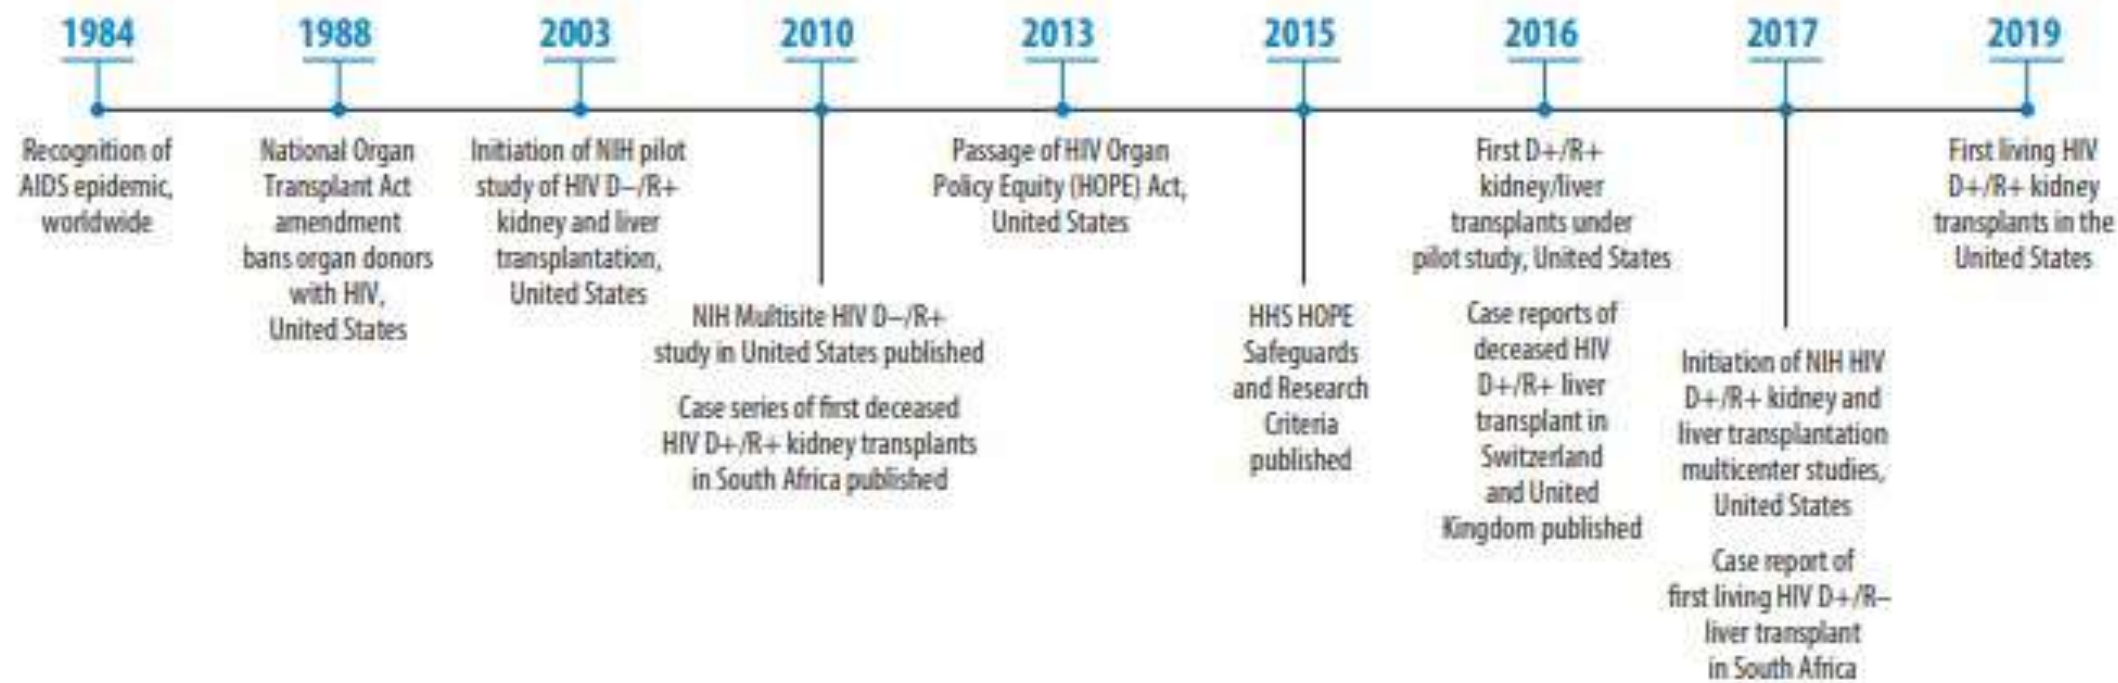 1984
Recognition of
AIDS epidemic,
worldwide
1988
National Organ
Transplant Act
amendment
bans organ donors
with HIV,
United States
2003
Initiation of NIH pilot
study of HIV D−/R+
kidney and liver
transplantation,
United States
2010
NIH Multisite HIV D−/R+
study in United States published
Case series of first deceased
HIV D+/R+ kidney transplants
in South Africa published
2013
Passage of HIV Organ
Policy Equity (HOPE) Act,
United States
2015
HHS HOPE
Safeguards
and Research
Criteria
published
2016
First D+/R+
kidney/liver
transplants under
pilot study, United States
Case reports of
deceased HIV
D+/R+ liver
transplant in
Switzerland
and United
Kingdom published
2017
Initiation of NIH HIV
D+/R+ kidney and
liver transplantation
multicenter studies,
United States
Case report of
first living HIV D+/R−
liver transplant
in South Africa
2019
First living HIV
D+/R+ kidney
transplants in the
United States